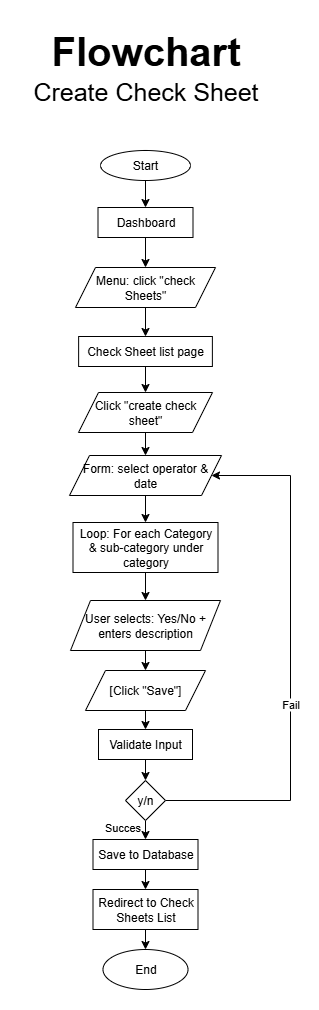 Flowchart
Create Check Sheet
Start
Dashboard
Menu: click "check
Sheets"
Check Sheet list page
Click "create check
sheet"
Form: select operator &
date
Loop: For each Category
& sub-category under
category
User selects: Yes/No +
enters description
[Click "Save"]
Validate Input
Fail
y/n
Succes
Save to Database
Redirect to Check
Sheets List
End